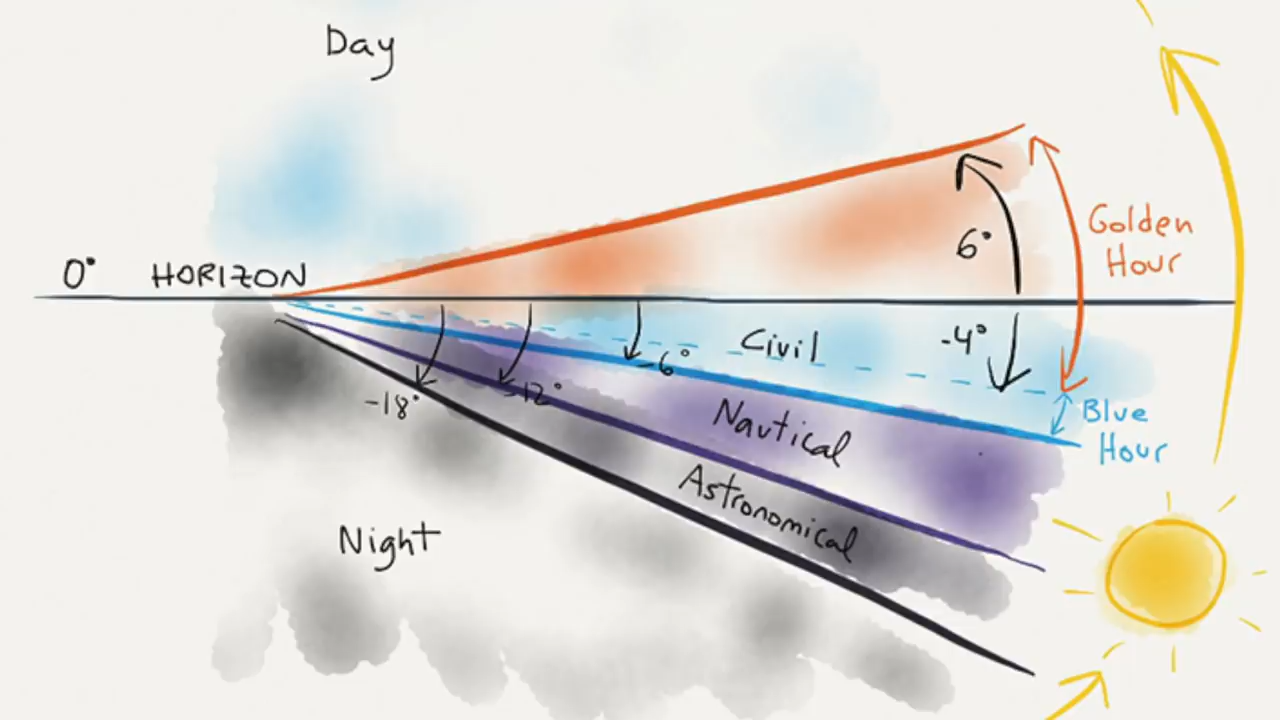 Day
Golden
Hour
6°
0° HORIZON
Civil
-4°
-6°
-12°
-18°
Blue
Hour
Nautical
Astronomical
Night